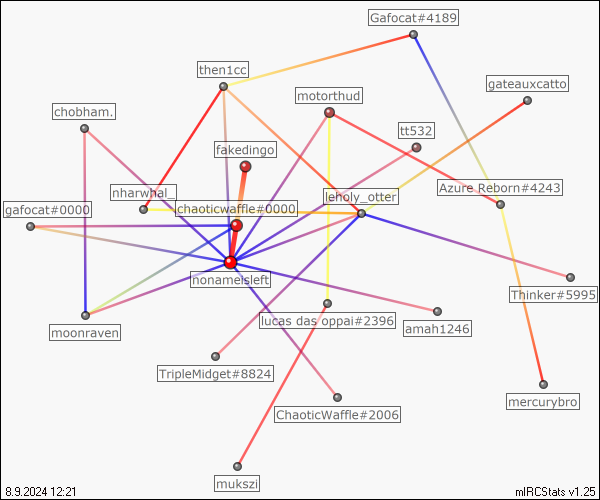 Gafocat#4189
then1cc
gateauxcatto
motorthud
chobham.
tt532
fakedingo
nharwhal_
leholy_otter
Azure Reborn#4243
gafocat#0000
chaoticwaffle#0000
nonameisleft
Thinker#5995
moonraven
lucas das oppai#2396
amah1246
TripleMidget#8824
ChaoticWaffle#2006
mercurybro
mukszi
8.9.2024 12:21
mIRCStats v1.25